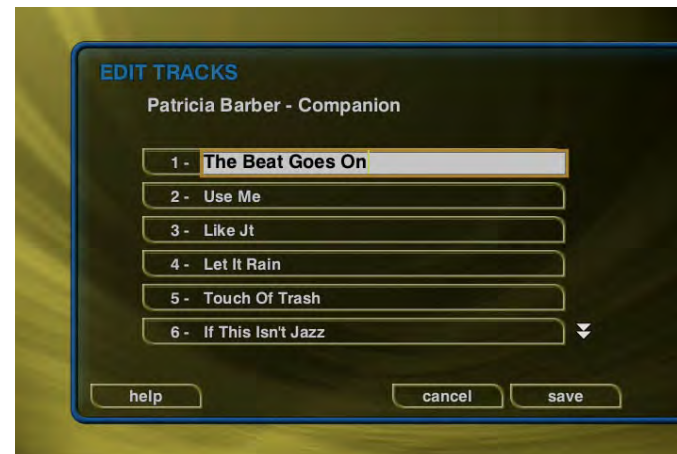 EDIT TRACKS
Patricia Barber - Companion
1 - The Beat Goes On
2 - Use Me
3 - Like Jt
4 - Let It Rain
5 - Touch Of Trash
6 - If This Isn't Jazz
help cancel save